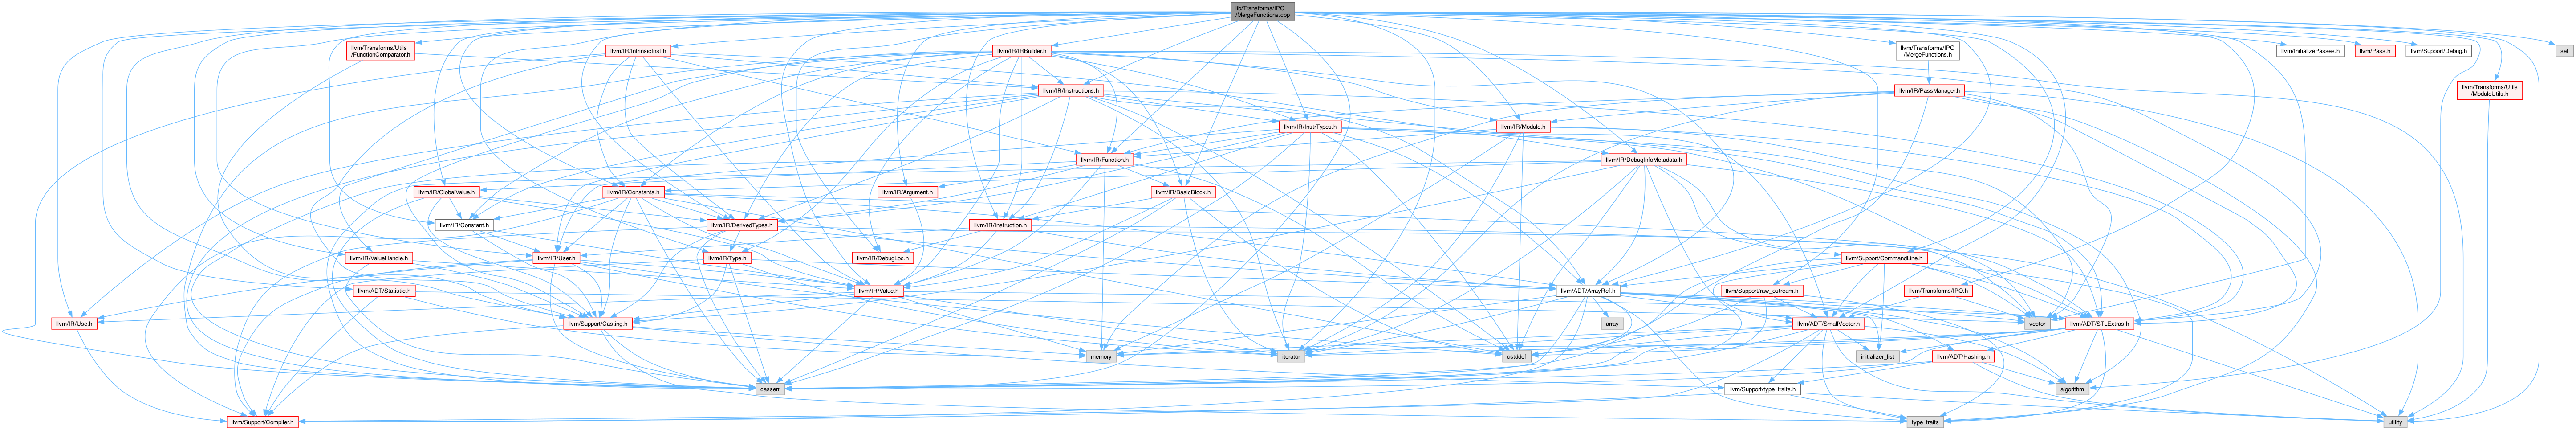 lib/Transforms/IPO
/MergeFunctions.cpp
llvm/Transforms/Utils
/FunctionComparator.h
llvm/IR/IntrinsicInst.h
llvm/IR/IRBuilder.h
llvm/Transforms/IPO
/MergeFunctions.h
llvm/InitializePasses.h
llvm/Pass.h
llvm/Support/Debug.h
set
llvm/IR/Instructions.h
llvm/IR/PassManager.h
llvm/Transforms/Utils
/ModuleUtils.h
llvm/IR/InstrTypes.h
llvm/IR/Module.h
llvm/IR/Function.h
llvm/IR/DebugInfoMetadata.h
llvm/IR/GlobalValue.h
llvm/IR/Constants.h
llvm/IR/Argument.h
llvm/IR/BasicBlock.h
llvm/IR/Constant.h
llvm/IR/DerivedTypes.h
llvm/IR/Instruction.h
llvm/IR/ValueHandle.h
llvm/IR/User.h
llvm/IR/Type.h
llvm/IR/DebugLoc.h
llvm/Support/CommandLine.h
llvm/ADT/Statistic.h
llvm/IR/Value.h
llvm/ADT/ArrayRef.h
llvm/Support/raw_ostream.h
llvm/Transforms/IPO.h
llvm/IR/Use.h
llvm/Support/Casting.h
array
llvm/ADT/SmallVector.h
vector
llvm/ADT/STLExtras.h
memory
iterator
cstddef
initializer_list
llvm/ADT/Hashing.h
cassert
llvm/Support/type_traits.h
algorithm
llvm/Support/Compiler.h
type_traits
utility